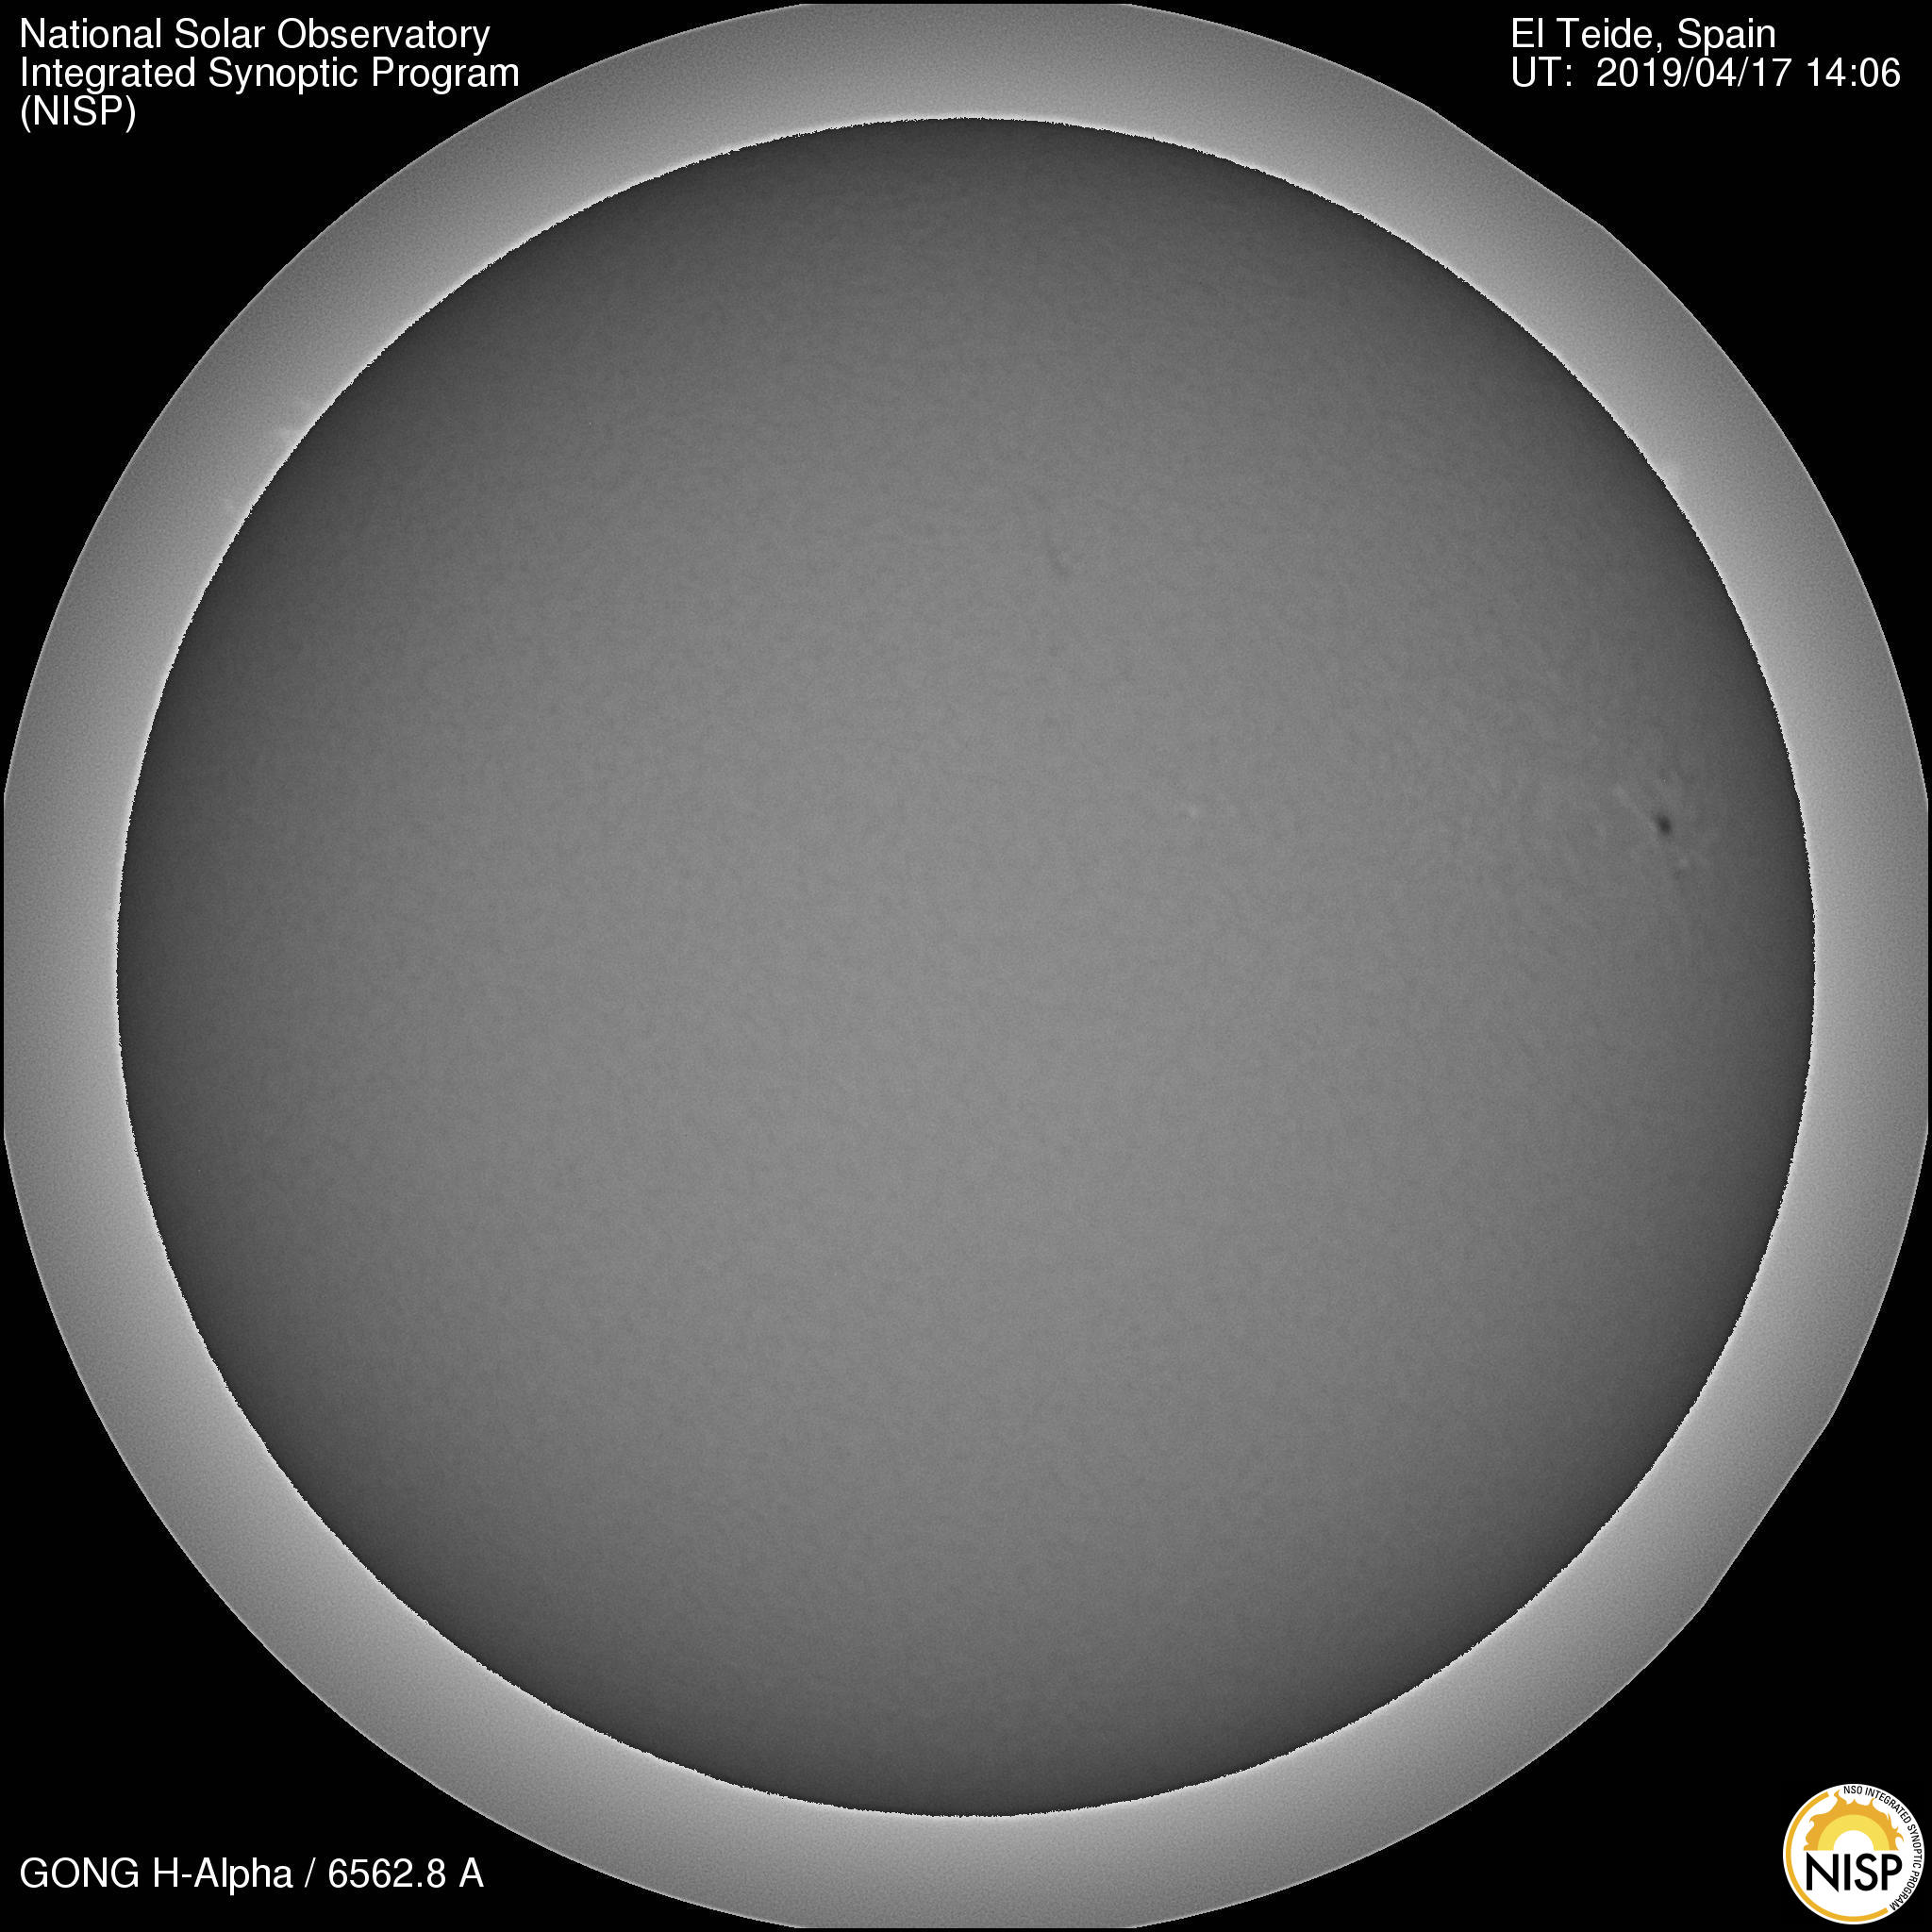 National Solar Observatory
Integrated Synoptic Program
(NISP)
El Teide, Spain
UT: 2019/04/17 14:06
GONG H-Alpha / 6562.8 A
NSO INTEGRATED SYNOPTIC PROGRAM
NISP